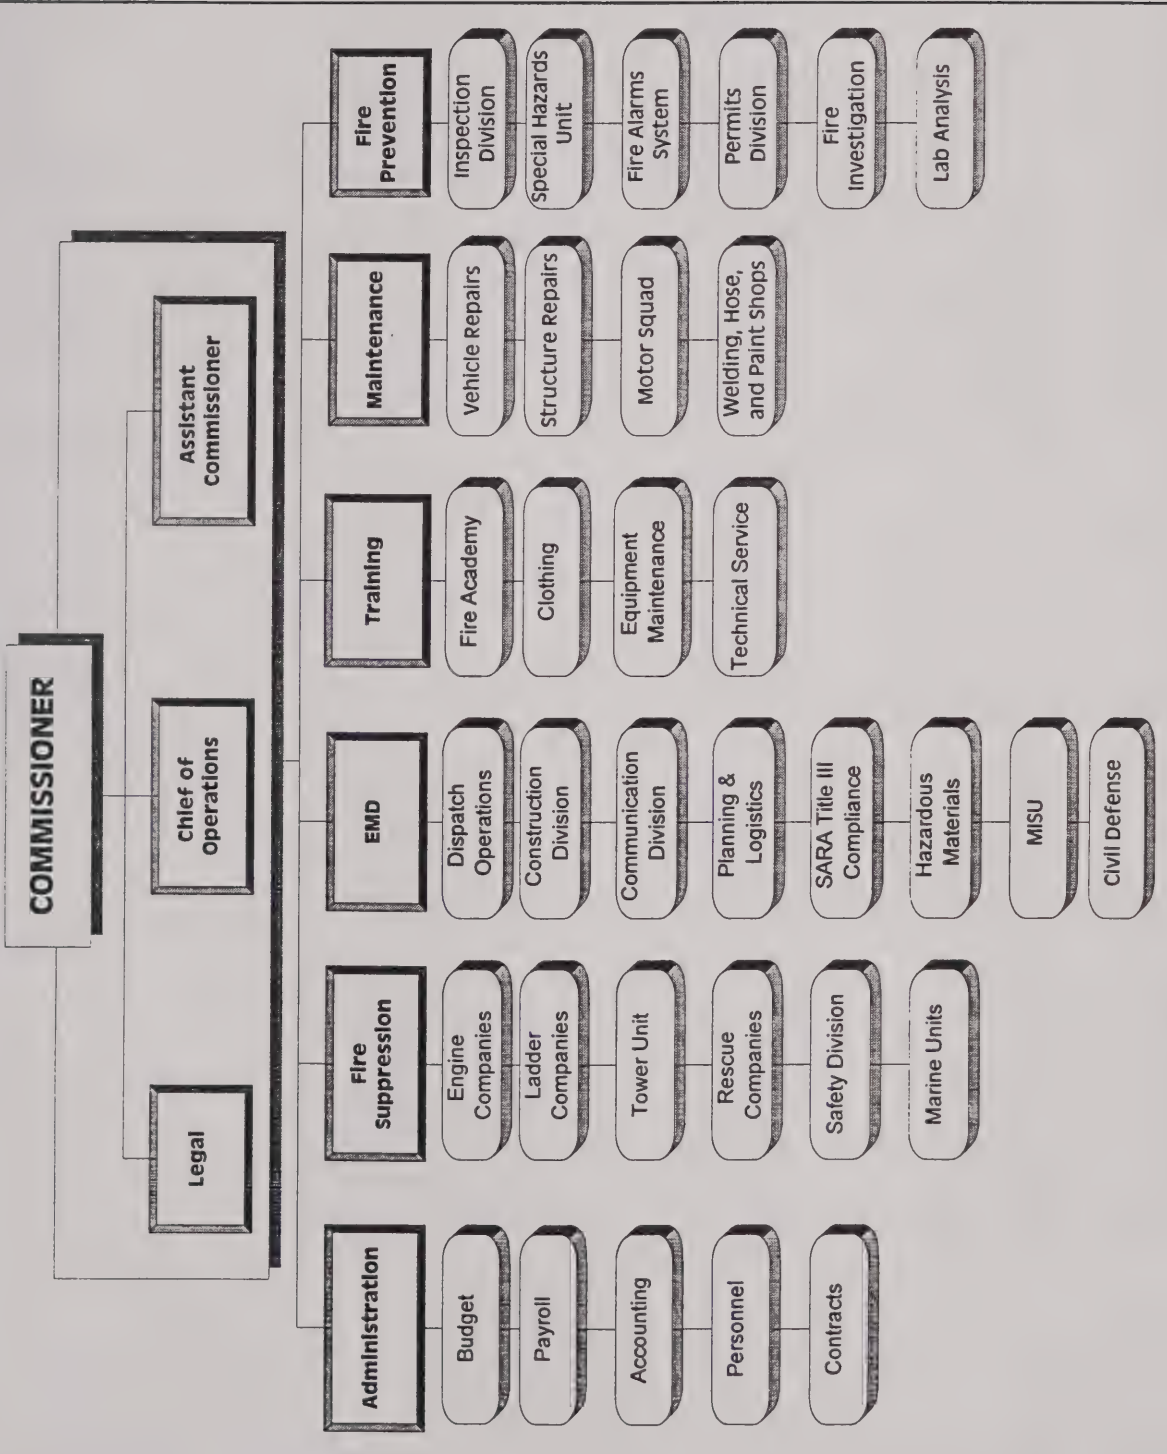 COMMISSIONER
Legal
Chief of
Operations
Assistant
Commissioner
Administration
Budget
Payroll
Accounting
Personnel
Contracts
Fire
Suppression
Engine
Companies
Ladder
Companies
Tower Unit
Rescue
Companies
Safety Division
Marine Units
EMD
Dispatch
Operations
Construction
Division
Communication
Division
Planning &
Logistics
SARA Title III
Compliance
Hazardous
Materials
MISU
Civil Defense
Training
Fire Academy
Clothing
Equipment
Maintenance
Technical Service
Maintenance
Vehicle Repairs
Structure Repairs
Motor Squad
Welding, Hose,
and Paint Shops
Fire
Prevention
Inspection
Division
Special Hazards
Unit
Fire Alarms
System
Permits
Division
Fire
Investigation
Lab Analysis